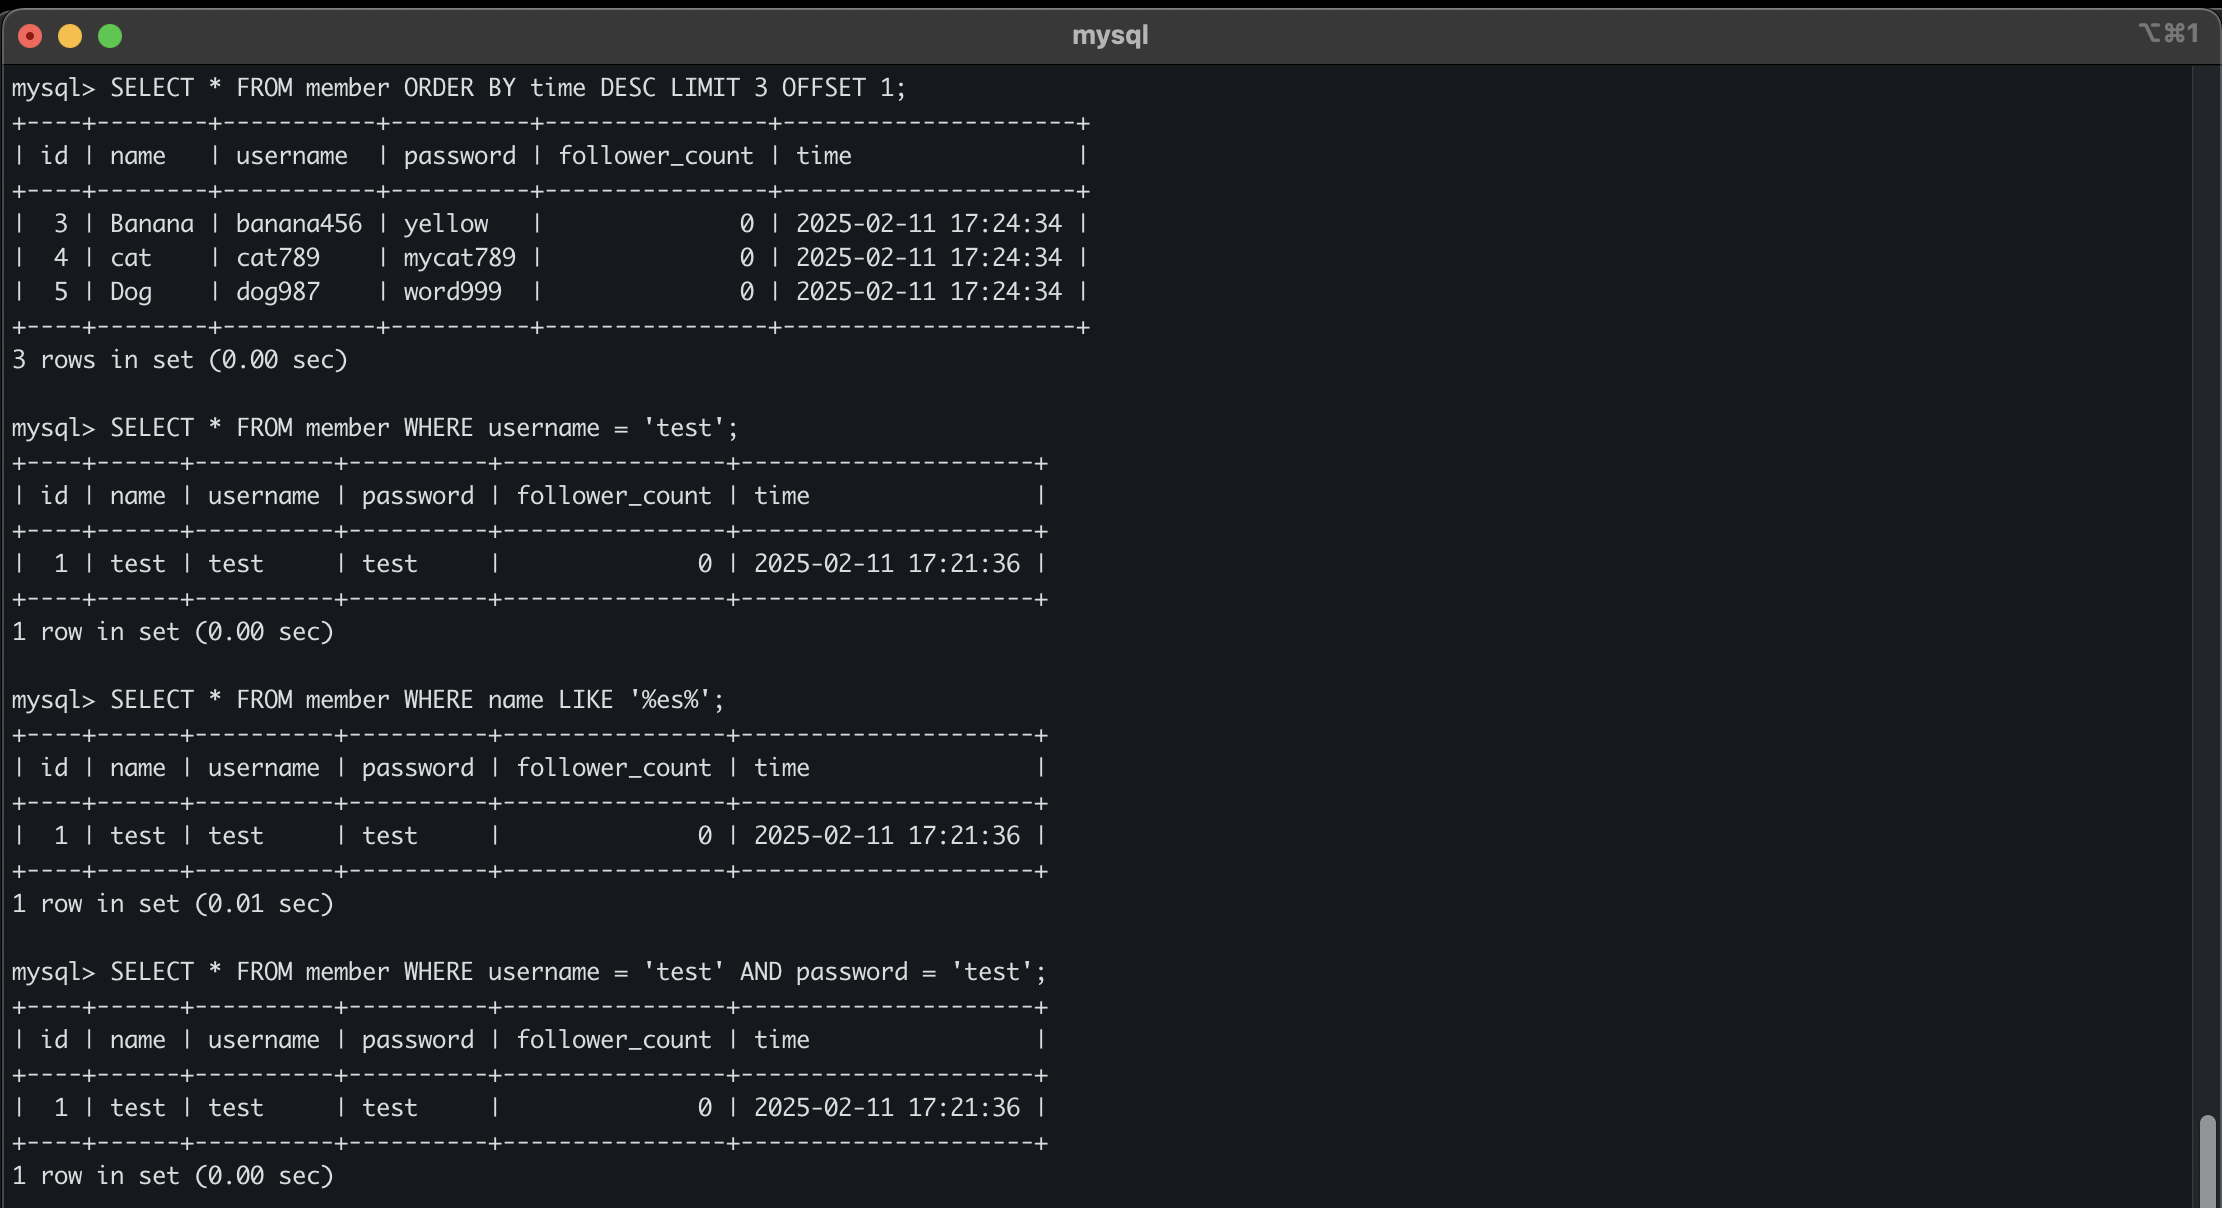 mysql
⌥⌘1
mysql> SELECT * FROM member ORDER BY time DESC LIMIT 3 OFFSET 1;
+----+--------+-----------+----------+----------------+---------------------+
| id | name   | username  | password | follower_count | time                |
+----+--------+-----------+----------+----------------+---------------------+
|  3 | Banana | banana456 | yellow   |              0 | 2025-02-11 17:24:34 |
|  4 | cat    | cat789    | mycat789 |              0 | 2025-02-11 17:24:34 |
|  5 | Dog    | dog987    | word999  |              0 | 2025-02-11 17:24:34 |
+----+--------+-----------+----------+----------------+---------------------+
3 rows in set (0.00 sec)
mysql> SELECT * FROM member WHERE username = 'test';
+----+------+----------+----------+----------------+---------------------+
| id | name | username | password | follower_count | time                |
+----+------+----------+----------+----------------+---------------------+
|  1 | test | test     | test     |              0 | 2025-02-11 17:21:36 |
+----+------+----------+----------+----------------+---------------------+
1 row in set (0.00 sec)
mysql> SELECT * FROM member WHERE name LIKE '%es%';
+----+------+----------+----------+----------------+---------------------+
| id | name | username | password | follower_count | time                |
+----+------+----------+----------+----------------+---------------------+
|  1 | test | test     | test     |              0 | 2025-02-11 17:21:36 |
+----+------+----------+----------+----------------+---------------------+
1 row in set (0.01 sec)
mysql> SELECT * FROM member WHERE username = 'test' AND password = 'test';
+----+------+----------+----------+----------------+---------------------+
| id | name | username | password | follower_count | time                |
+----+------+----------+----------+----------------+---------------------+
|  1 | test | test     | test     |              0 | 2025-02-11 17:21:36 |
+----+------+----------+----------+----------------+---------------------+
1 row in set (0.00 sec)